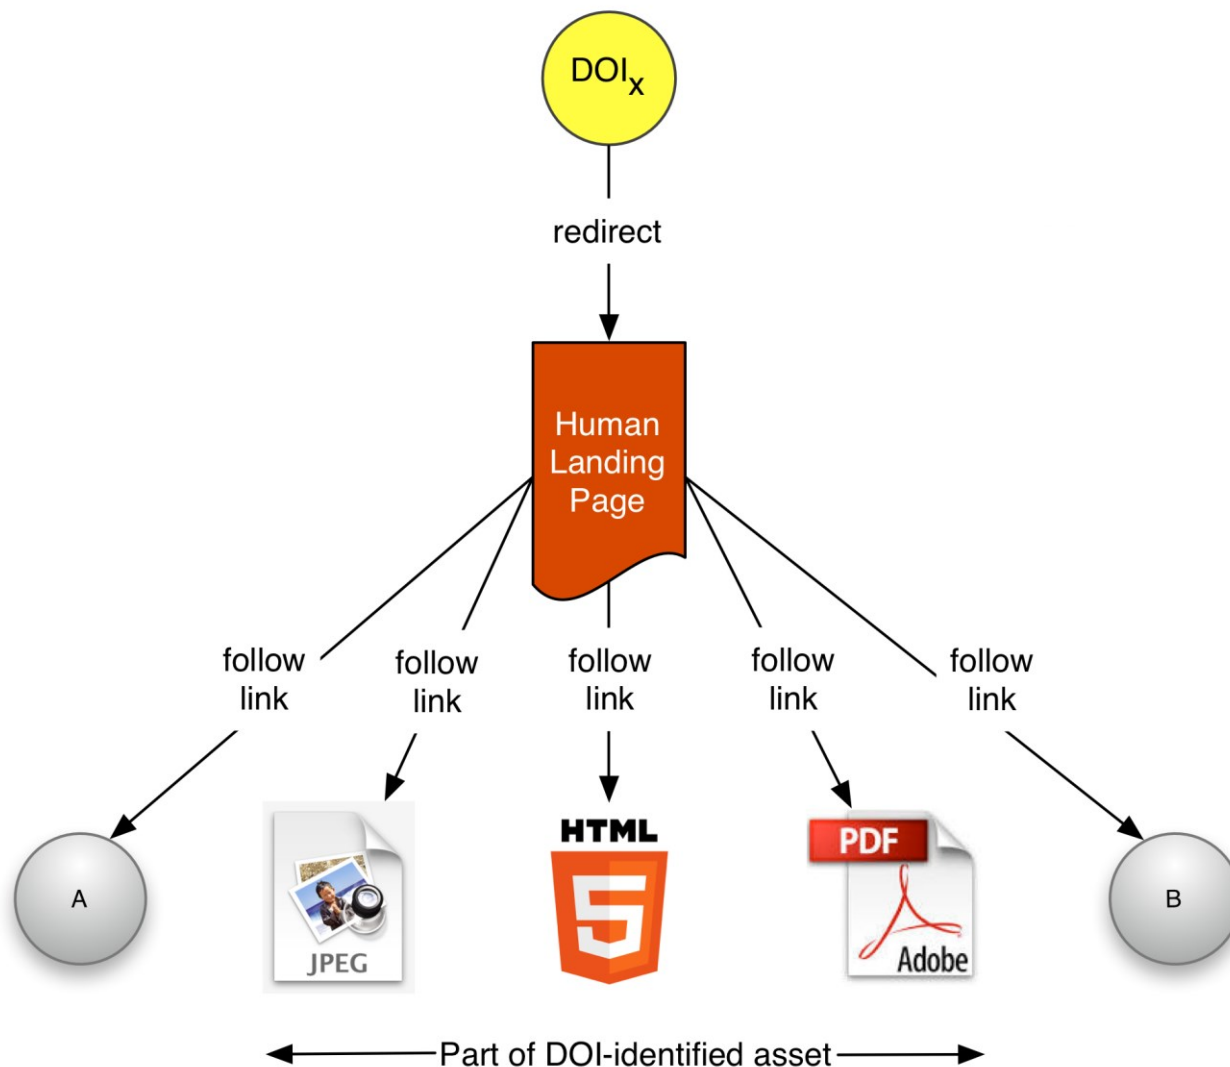 DOIx
redirect
Human
Landing
Page
follow
link
follow
link
follow
link
follow
link
follow
link
A
JPEG
HTML
5
PDF
Adobe
B
Part of DOI-identified asset